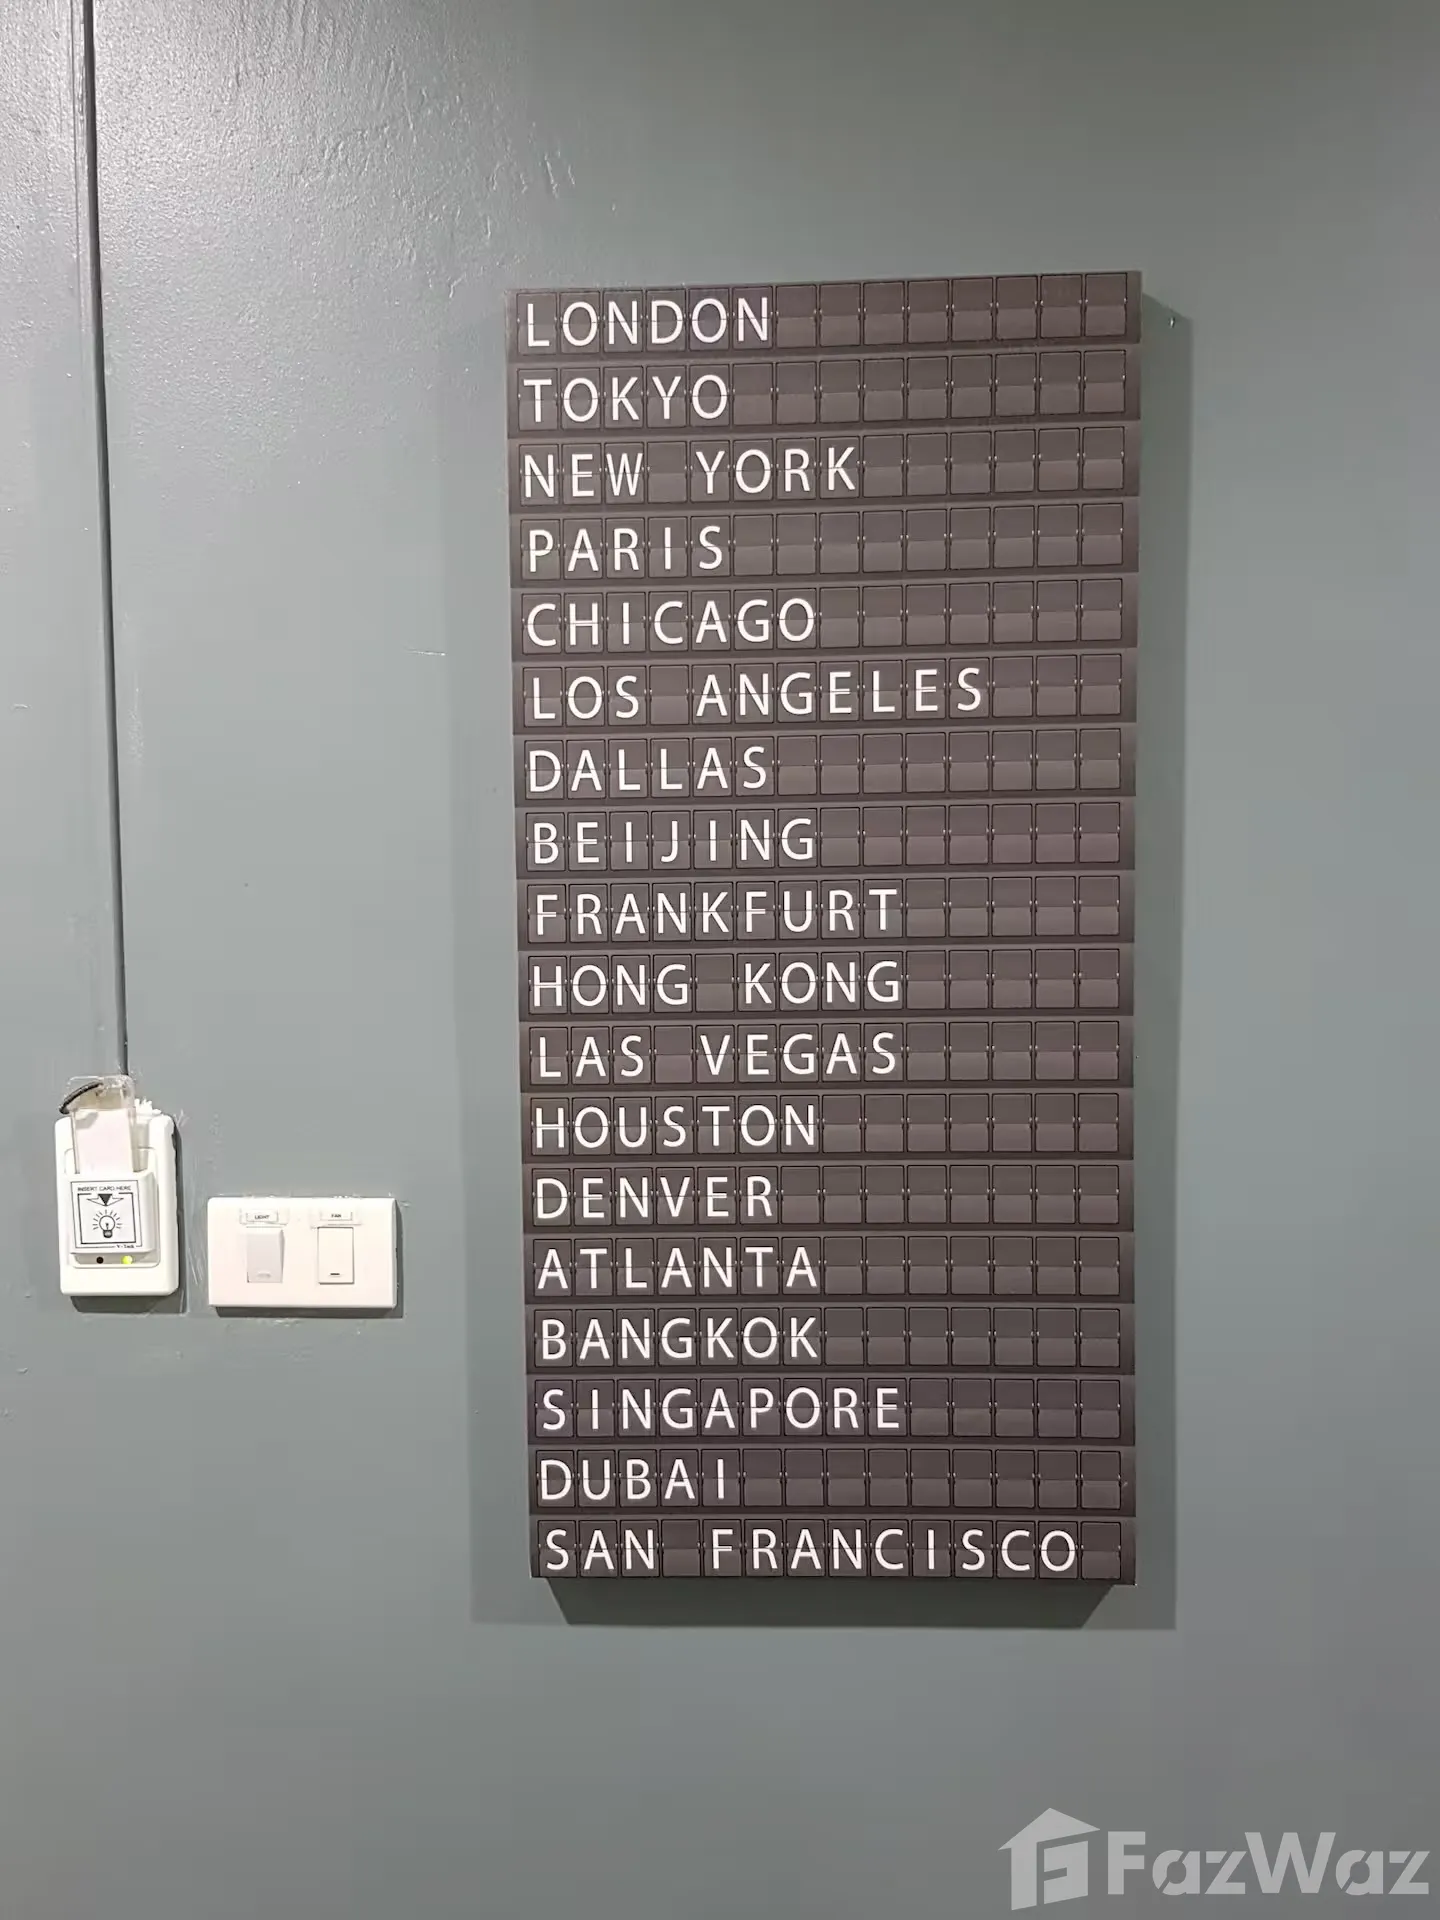 LONDON
TOKYO
NEW YORK
PARIS
CHICAGO
LOS ANGELES
DALLAS
BEIJING
FRANKFURT
HONG KONG
LAS VEGAS
HOUSTON
DENVER
ATLANTA
BANGKOK
SINGAPORE
DUBAI
SAN FRANCISCO
INSERT CARD HERE
V-Tech
LIGHT
FAN
FazWaz